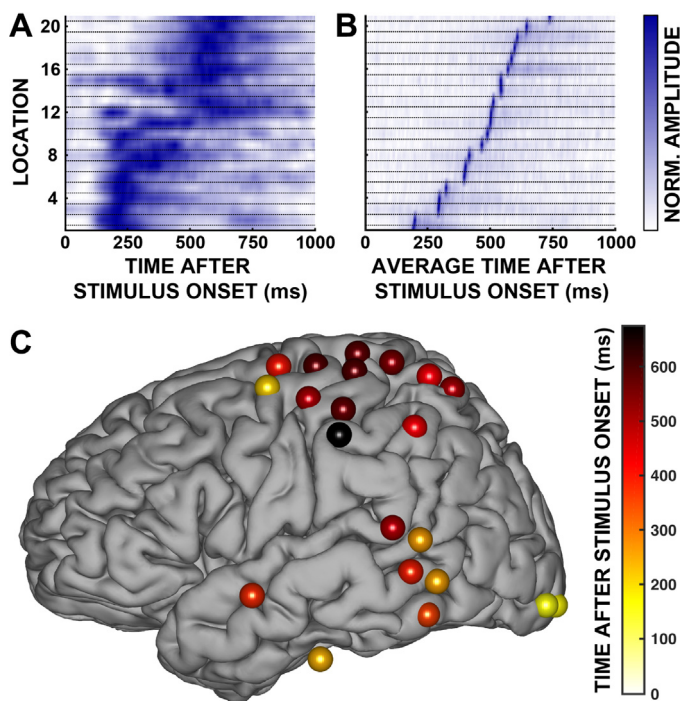 A
B
LOCATION
20
16
12
8
4
0
250
500
750
1000
TIME AFTER
STIMULUS ONSET (ms)
0
250
500
750
1000
AVERAGE TIME AFTER
STIMULUS ONSET (ms)
NORM. AMPLITUDE
C
TIME AFTER STIMULUS ONSET (ms)
600
500
400
300
200
100
0